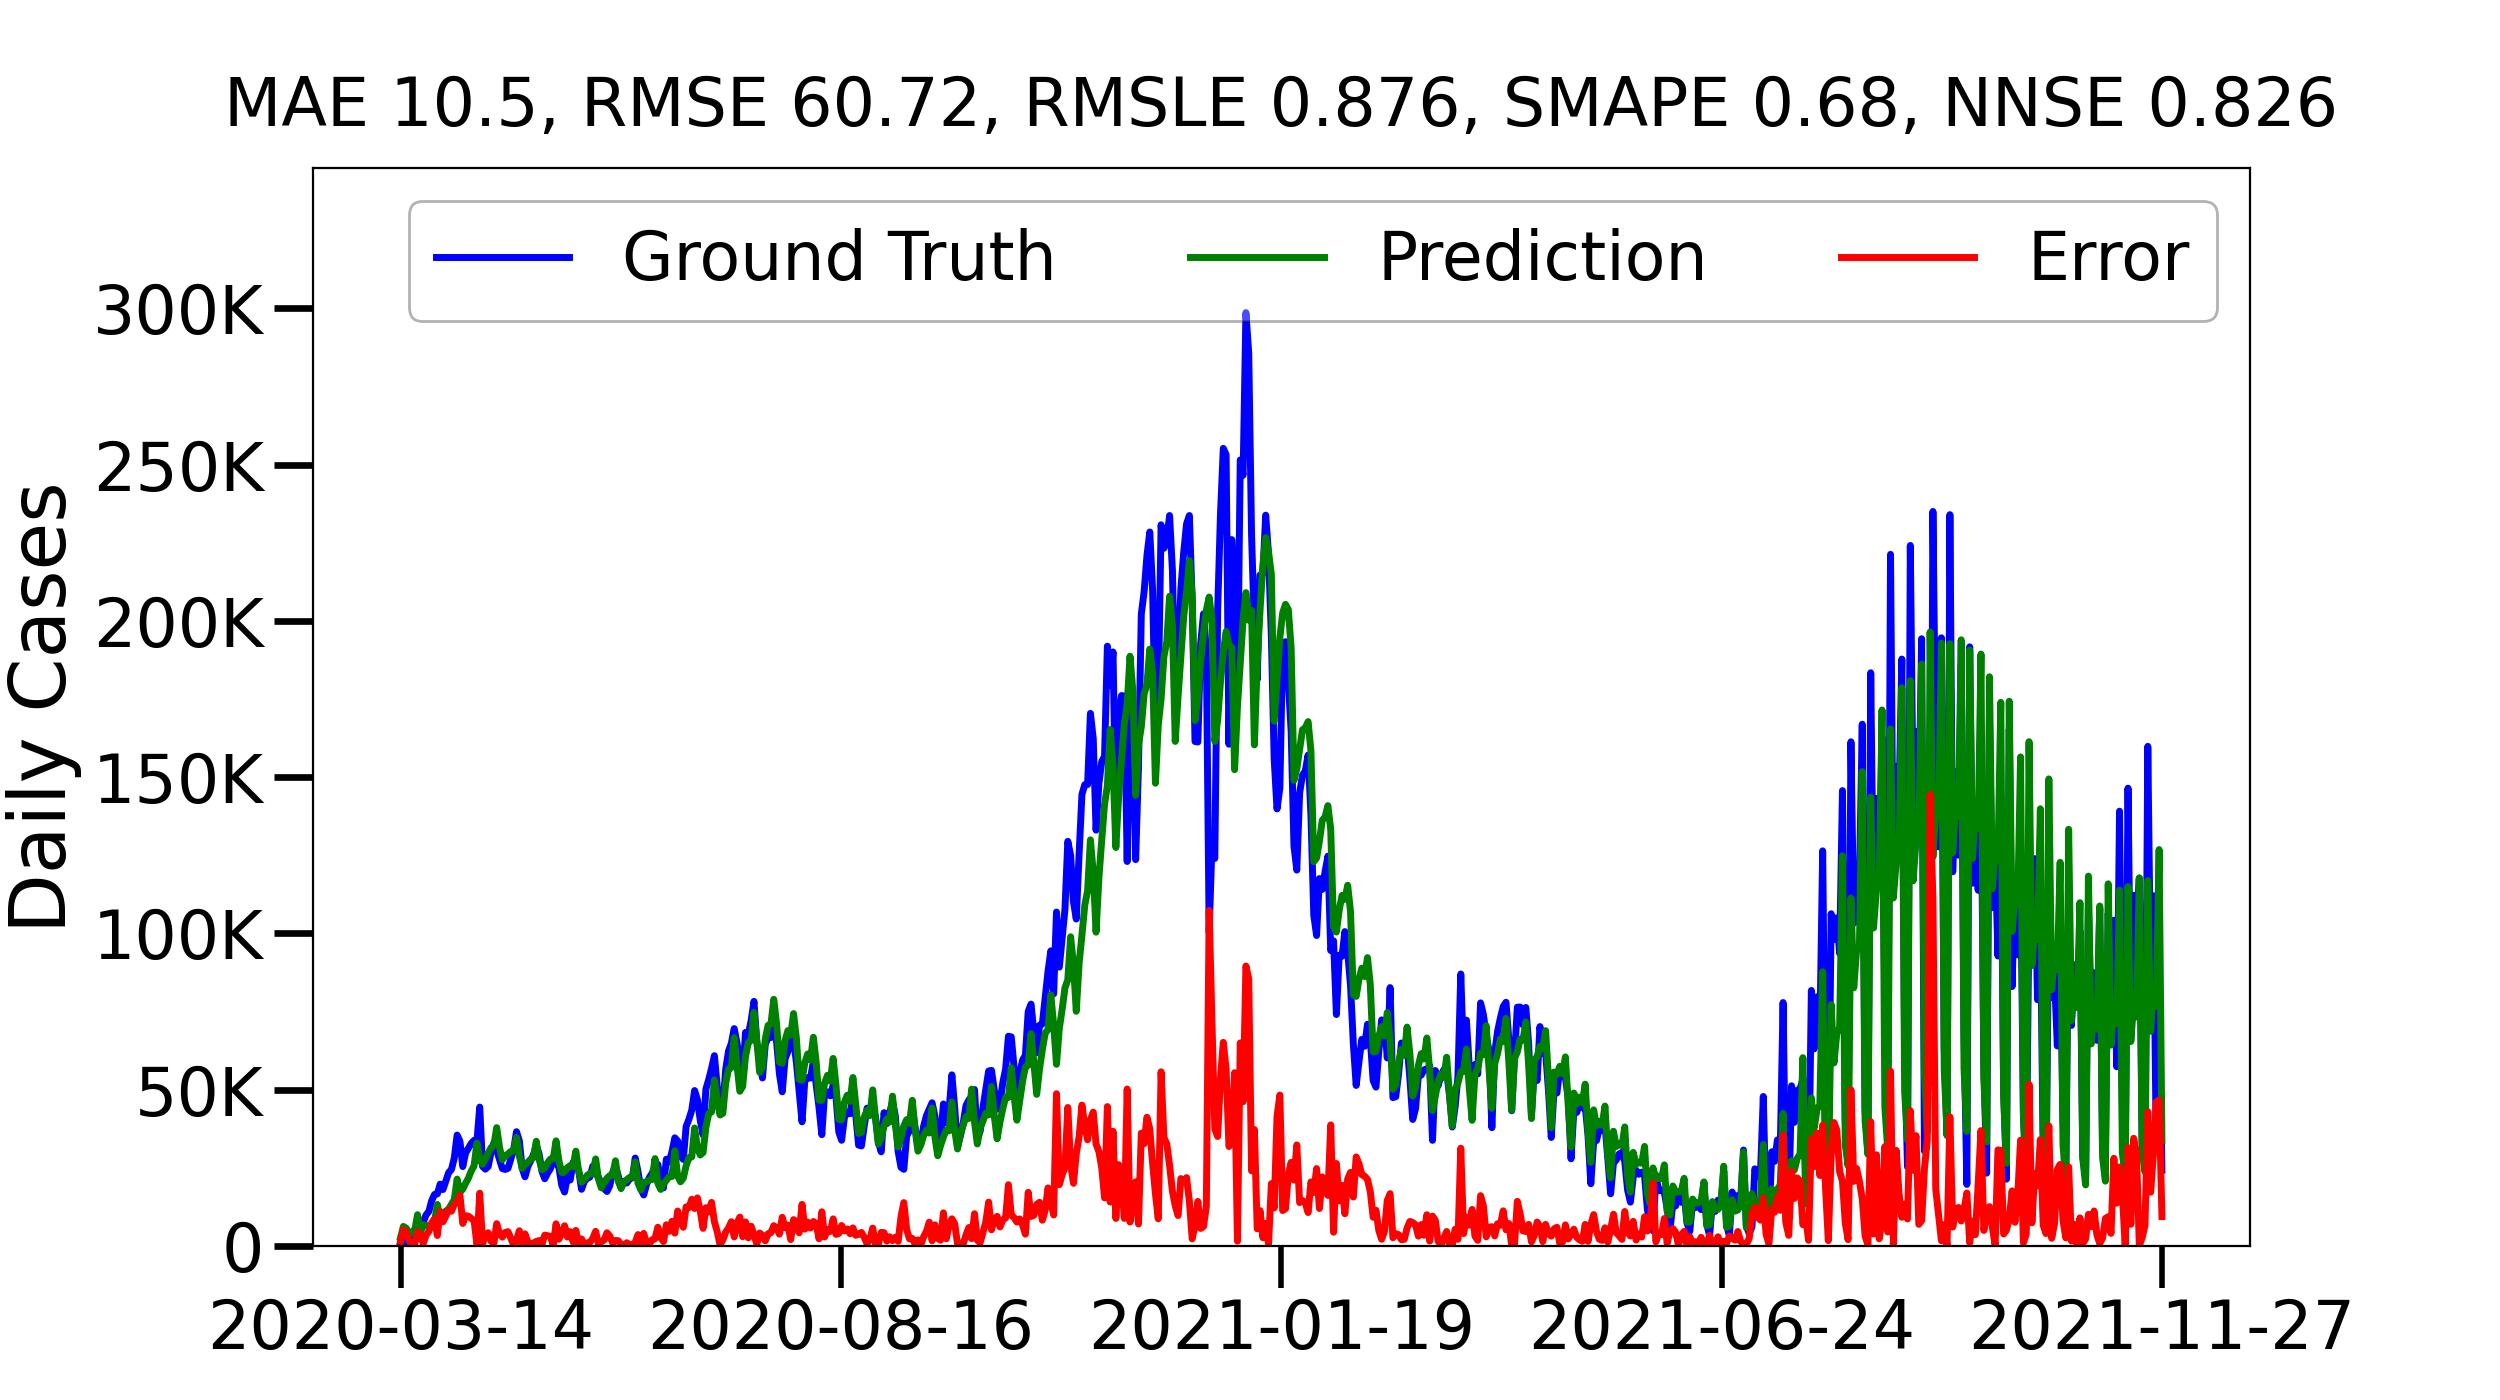 MAE 10.5, RMSE 60.72, RMSLE 0.876, SMAPE 0.68, NNSE 0.826
Ground Truth Prediction Error
300K
250K
200K
150K
100K
50K
0
Daily Cases
2020-03-14 2020-08-16 2021-01-19 2021-06-24 2021-11-27